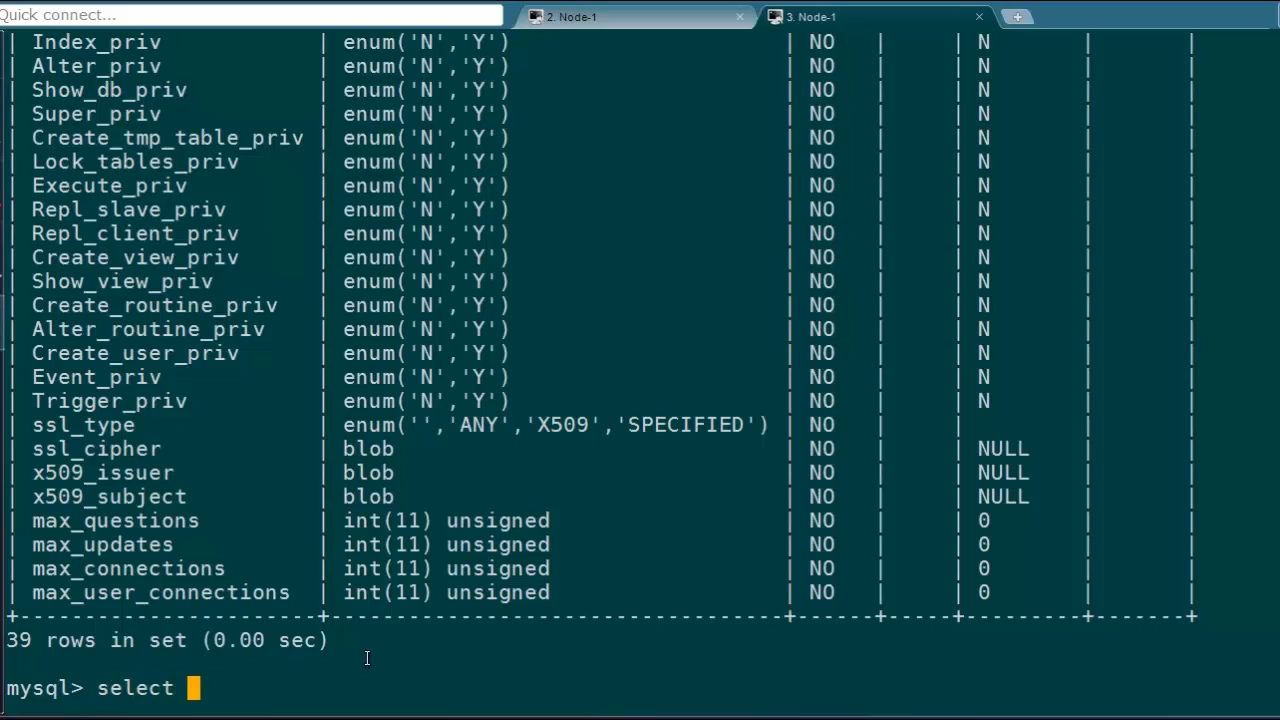 Quick connect...
2. Node-1
3. Node-1
| Index_priv | enum('N','Y') | NO | | N | |
| Alter_priv | enum('N','Y') | NO | | N | |
| Show_db_priv | enum('N','Y') | NO | | N | |
| Super_priv | enum('N','Y') | NO | | N | |
| Create_tmp_table_priv | enum('N','Y') | NO | | N | |
| Lock_tables_priv | enum('N','Y') | NO | | N | |
| Execute_priv | enum('N','Y') | NO | | N | |
| Repl_slave_priv | enum('N','Y') | NO | | N | |
| Repl_client_priv | enum('N','Y') | NO | | N | |
| Create_view_priv | enum('N','Y') | NO | | N | |
| Show_view_priv | enum('N','Y') | NO | | N | |
| Create_routine_priv | enum('N','Y') | NO | | N | |
| Alter_routine_priv | enum('N','Y') | NO | | N | |
| Create_user_priv | enum('N','Y') | NO | | N | |
| Event_priv | enum('N','Y') | NO | | N | |
| Trigger_priv | enum('N','Y') | NO | | N | |
| ssl_type | enum('','ANY','X509','SPECIFIED') | NO | | | |
| ssl_cipher | blob | NO | | NULL | |
| x509_issuer | blob | NO | | NULL | |
| x509_subject | blob | NO | | NULL | |
| max_questions | int(11) unsigned | NO | | 0 | |
| max_updates | int(11) unsigned | NO | | 0 | |
| max_connections | int(11) unsigned | NO | | 0 | |
| max_user_connections | int(11) unsigned | NO | | 0 | |
+-----------------------+-----------------------------------+------+-----+---------+-------+
39 rows in set (0.00 sec)
mysql> select